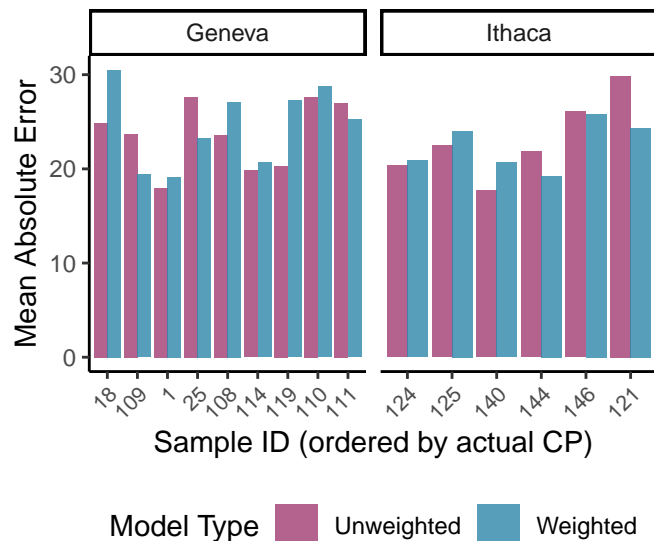 Geneva
Ithaca
Mean Absolute Error
30
20
10
0
18 109 1 25 108 114 119 110 111
124 125 140 144 146 121
Sample ID (ordered by actual CP)
Model Type Unweighted Weighted